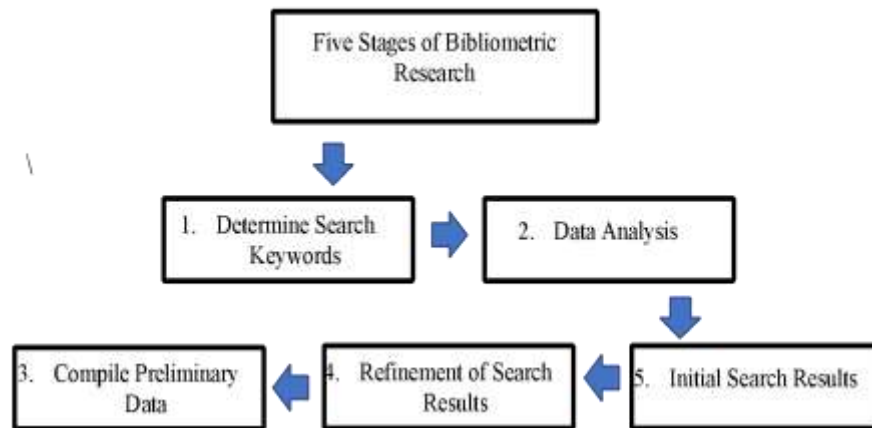 Five Stages of Bibliometric
Research
\
1. Determine Search
Keywords
2. Data Analysis
3. Compile Preliminary
Data
4. Refinement of Search
Results
5. Initial Search Results